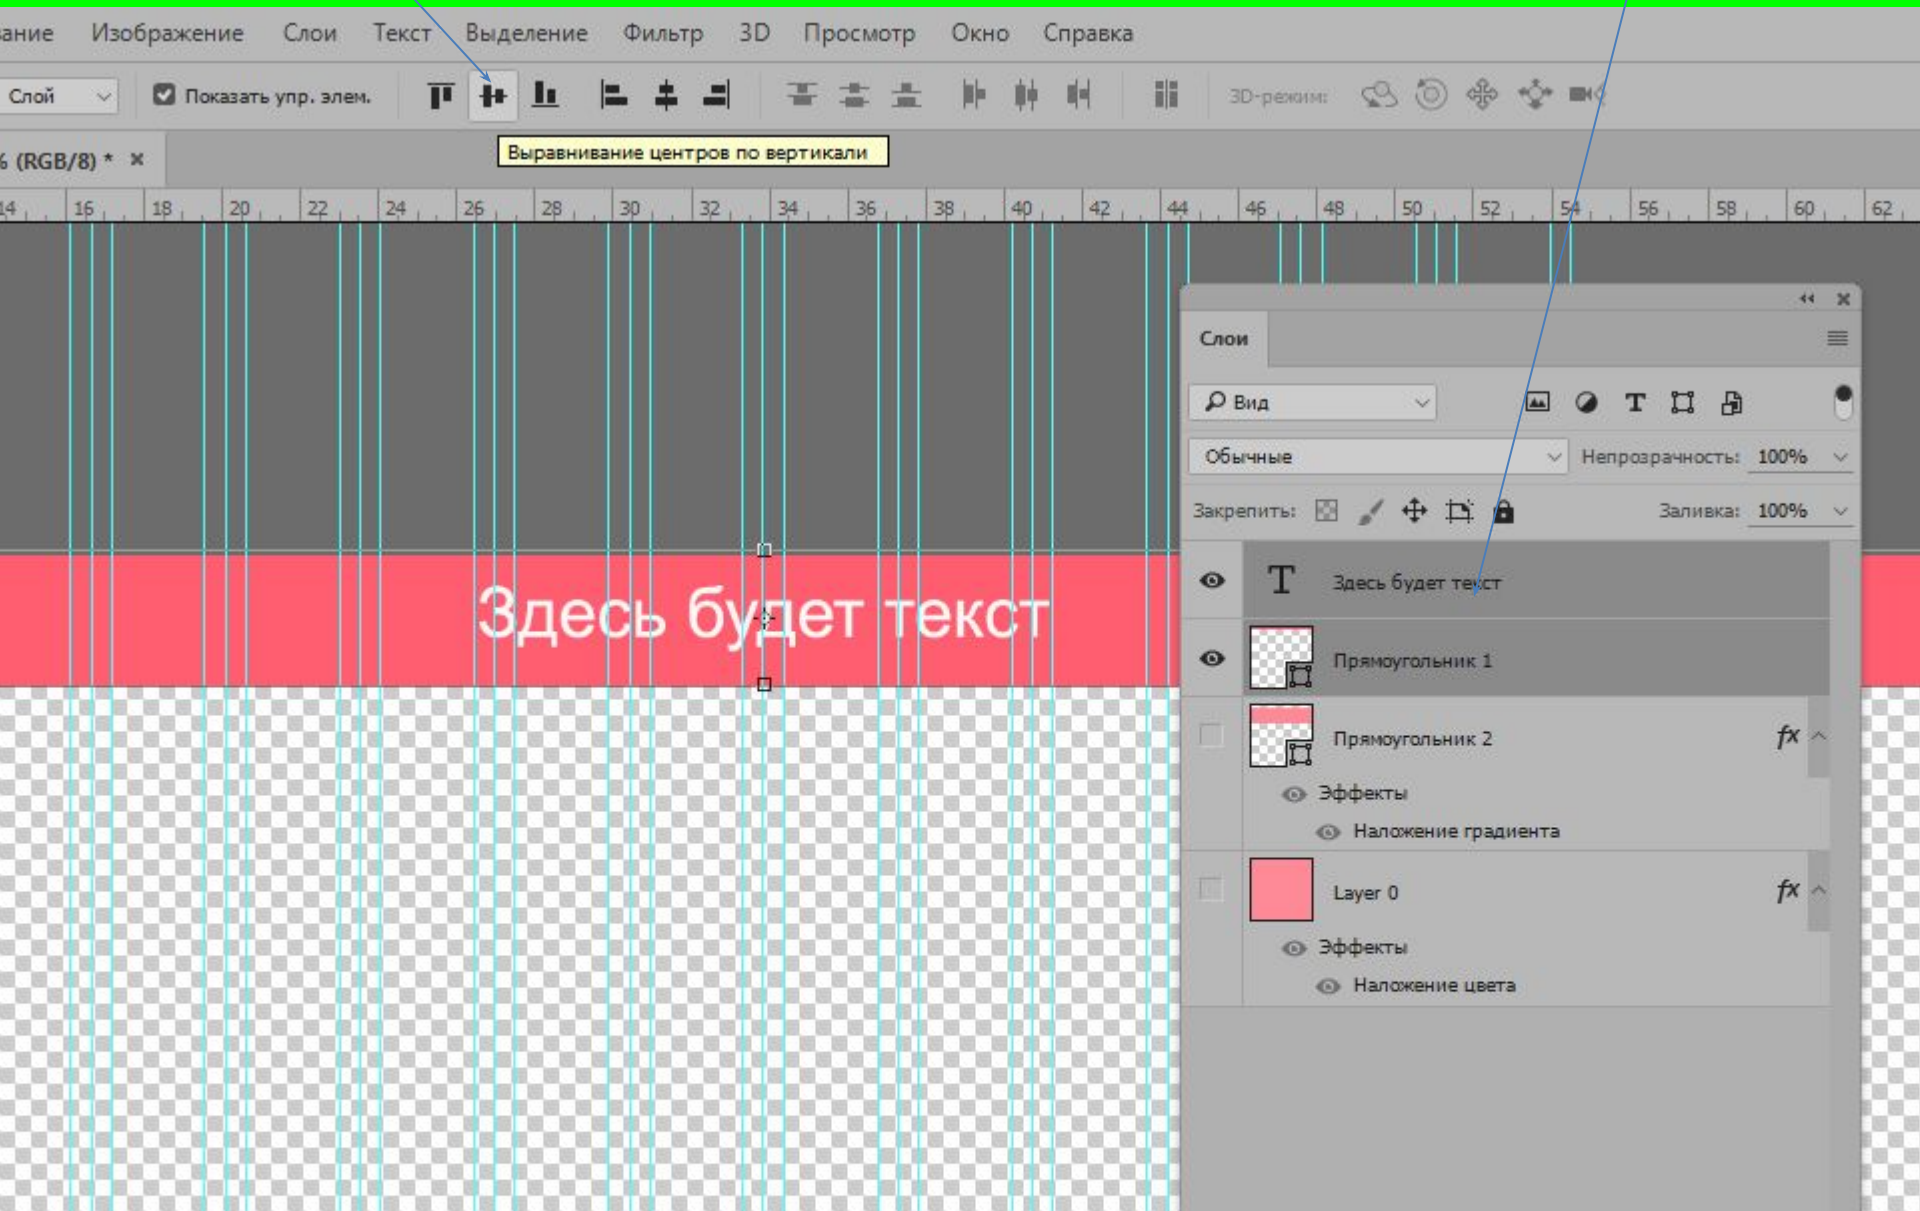 Изображение Слои Текст Выделение Фильтр 3D Просмотр Окно Справка
Слой Показать упр. элем. 3D-режим:
% (RGB/8) * ×
Выравнивание центров по вертикали
14 16 18 20 22 24 26 28 30 32 34 36 38 40 42 44 46 48 50 52 54 56 58 60 62
Слои
Вид
Обычные Непрозрачность: 100%
Закрепить: Заливка: 100%
Здесь будет текст
T Здесь будет текст
Прямоугольник 1
Прямоугольник 2 fx
Эффекты
Наложение градиента
Layer 0 fx
Эффекты
Наложение цвета